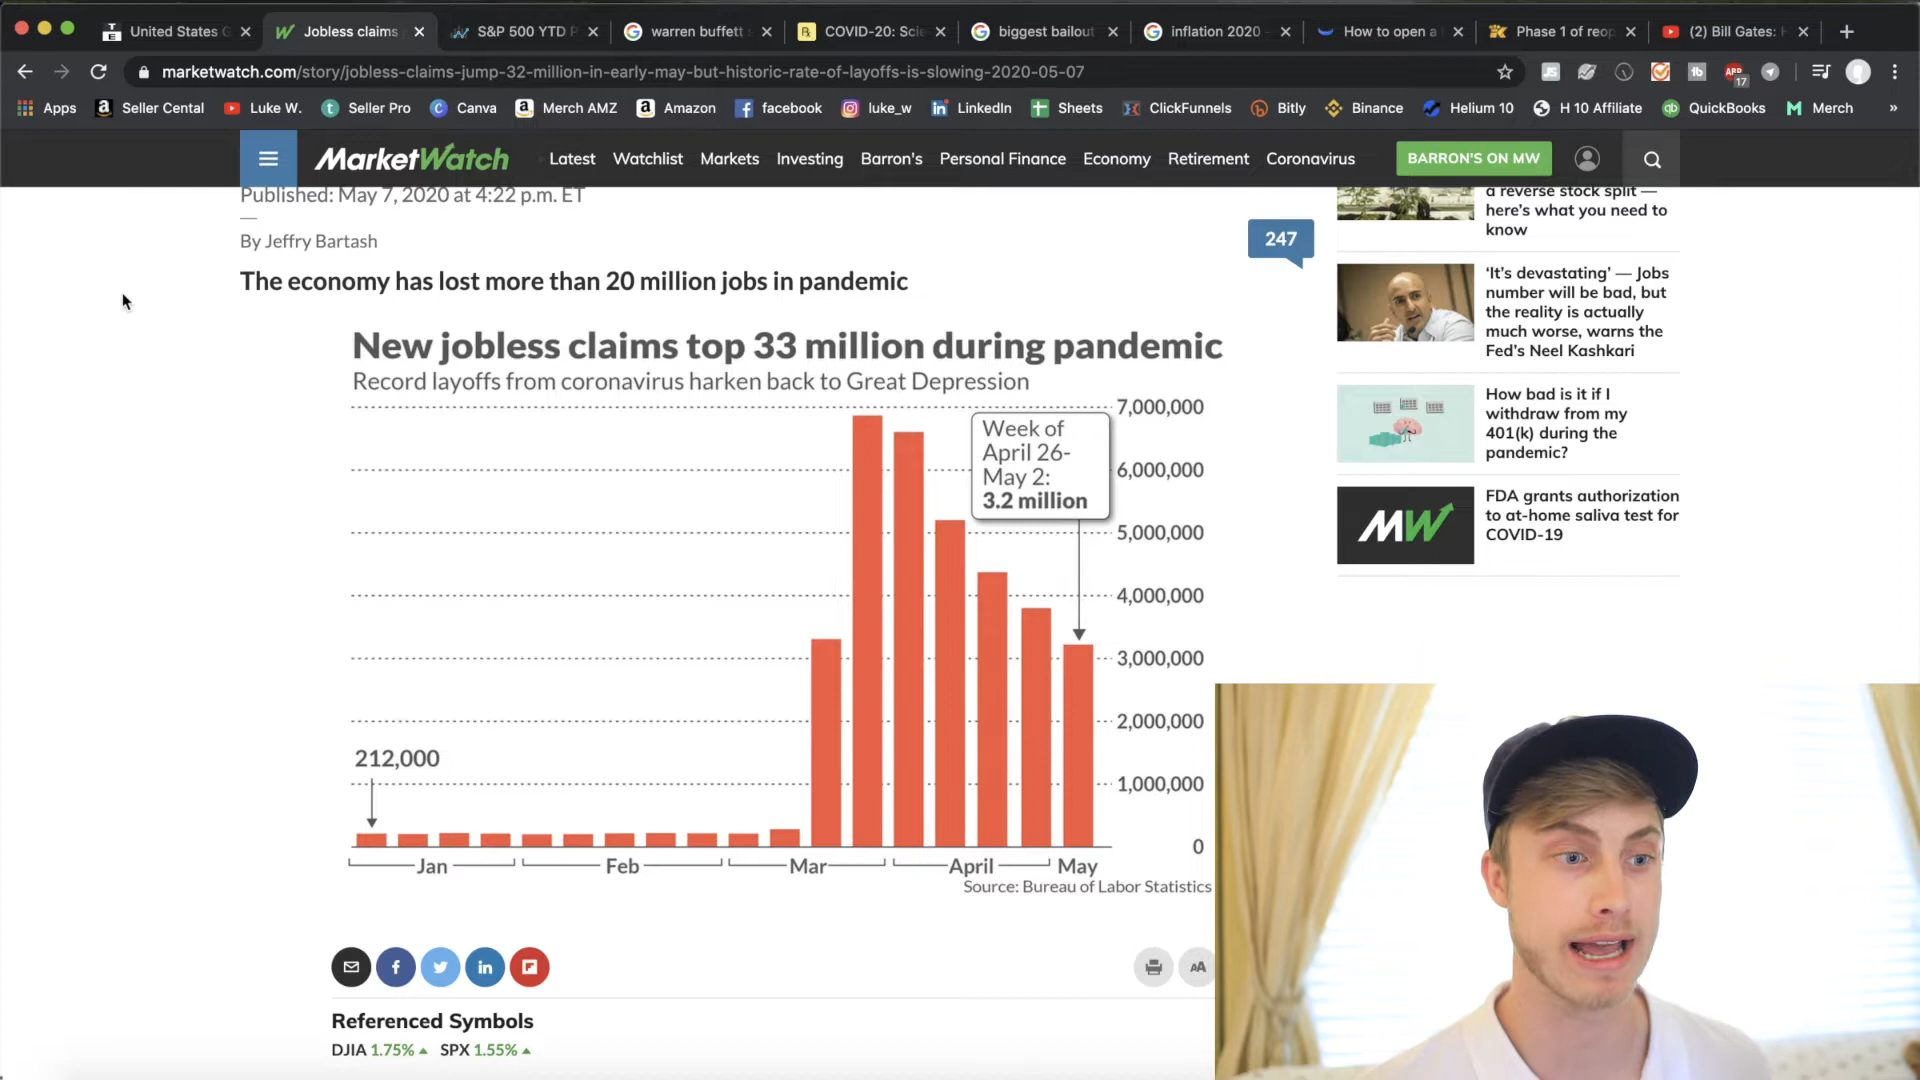 United States G
Jobless claims
S&P 500 YTD P
warren buffett s
COVID-20: Scie
biggest bailout
inflation 2020 -
How to open a
Phase 1 of reop
(2) Bill Gates: H
marketwatch.com/story/jobless-claims-jump-32-million-in-early-may-but-historic-rate-of-layoffs-is-slowing-2020-05-07
17
Apps
Seller Cental
Luke W.
Seller Pro
Canva
Merch AMZ
Amazon
facebook
luke_w
LinkedIn
Sheets
ClickFunnels
Bitly
Binance
Helium 10
H 10 Affiliate
QuickBooks
Merch
»
MarketWatch
Latest
Watchlist
Markets
Investing
Barron's
Personal Finance
Economy
Retirement
Coronavirus
BARRON'S ON MW
Published: May 7, 2020 at 4:22 p.m. ET
By Jeffry Bartash
247
The economy has lost more than 20 million jobs in pandemic
New jobless claims top 33 million during pandemic
Record layoffs from coronavirus harken back to Great Depression
7,000,000
6,000,000
5,000,000
4,000,000
3,000,000
2,000,000
1,000,000
0
Week of
April 26-
May 2:
3.2 million
212,000
Jan
Feb
Mar
April
May
Source: Bureau of Labor Statistics
AA
Referenced Symbols
DJIA 1.75% SPX 1.55%
a reverse stock split —
here's what you need to
know
‘It's devastating’ — Jobs
number will be bad, but
the reality is actually
much worse, warns the
Fed's Neel Kashkari
How bad is it if I
withdraw from my
401(k) during the
pandemic?
MW
FDA grants authorization
to at-home saliva test for
COVID-19